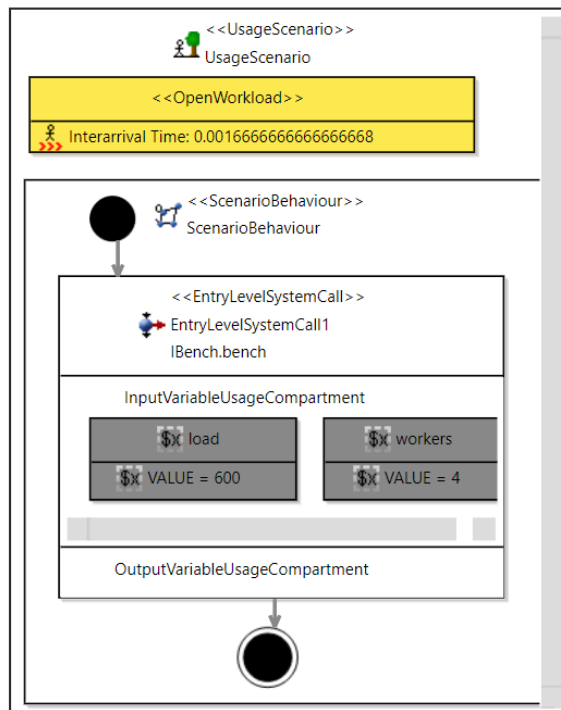 <<UsageScenario>>
UsageScenario
<<OpenWorkload>>
Interarrival Time: 0.0016666666666666668
<<ScenarioBehaviour>>
ScenarioBehaviour
<<EntryLevelSystemCall>>
EntryLevelSystemCall1
IBench.bench
InputVariableUsageCompartment
$x load
$x workers
$x VALUE = 600
$x VALUE = 4
OutputVariableUsageCompartment